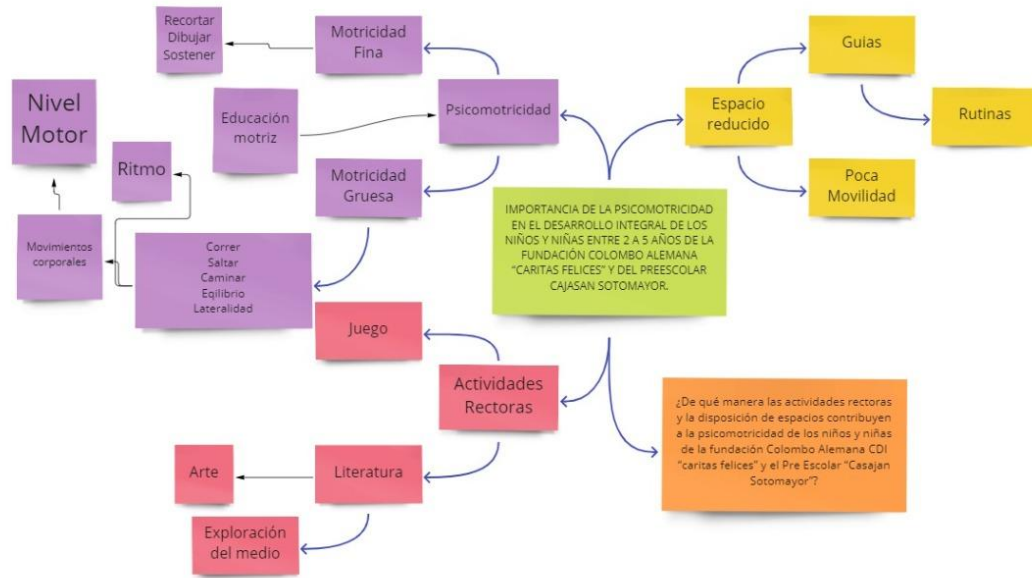 Recortar
Dibujar
Sostener
Motricidad
Fina
Guias
Nivel
Motor
Educación
motriz
Psicomotricidad
Espacio
reducido
Rutinas
Ritmo
Motricidad
Gruesa
Poca
Movilidad
IMPORTANCIA DE LA PSICOMOTRICIDAD
EN EL DESARROLLO INTEGRAL DE LOS
NIÑOS Y NIÑAS ENTRE 2 A 5 AÑOS DE LA
FUNDACIÓN COLOMBO ALEMANA
“CARITAS FELICES” Y DEL PREESCOLAR
CAJASAN SOTOMAYOR.
Movimientos
corporales
Correr
Saltar
Caminar
Eqilibrio
Lateralidad
Juego
Actividades
Rectoras
¿De qué manera las actividades rectoras
y la disposición de espacios contribuyen
a la psicomotricidad de los niños y niñas
de la fundación Colombo Alemana CDI
"caritas felices" y el Pre Escolar "Casajan
Sotomayor"?
Arte
Literatura
Exploración
del medio